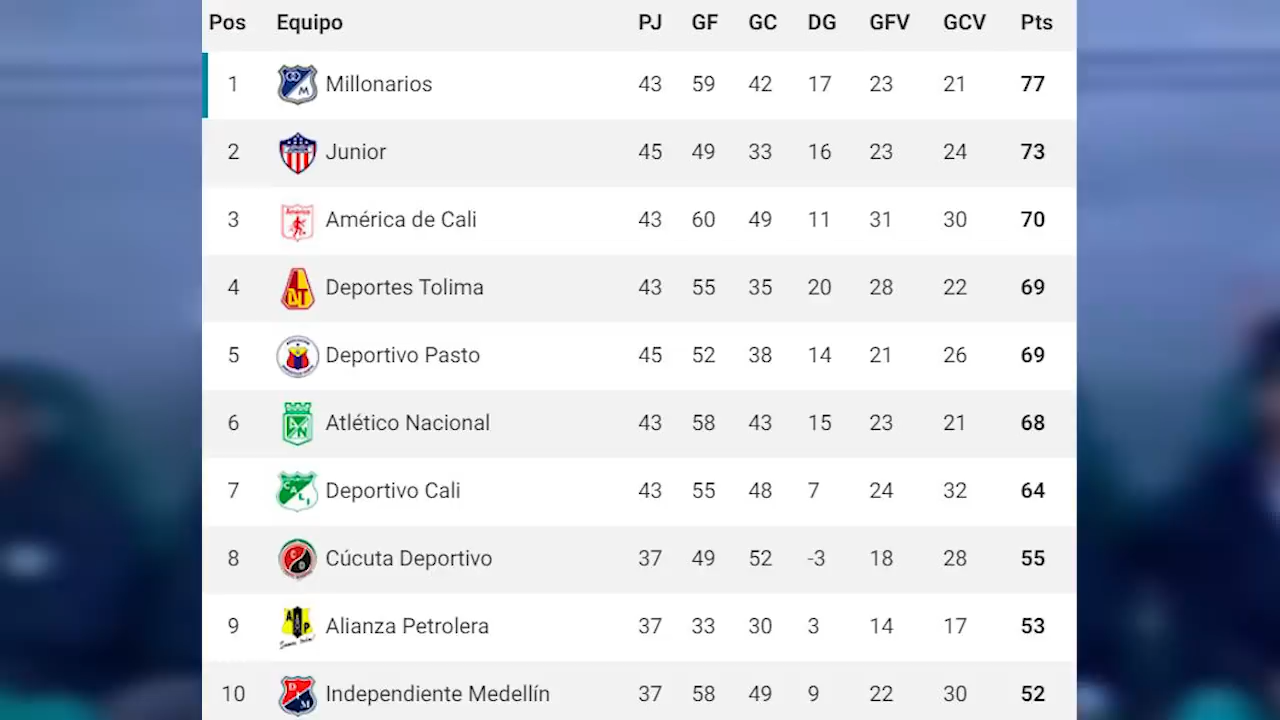 Pos Equipo PJ GF GC DG GFV GCV Pts
1 Millonarios 43 59 42 17 23 21 77
2 Junior 45 49 33 16 23 24 73
3 América de Cali 43 60 49 11 31 30 70
4 Deportes Tolima 43 55 35 20 28 22 69
5 Deportivo Pasto 45 52 38 14 21 26 69
6 Atlético Nacional 43 58 43 15 23 21 68
7 Deportivo Cali 43 55 48 7 24 32 64
8 Cúcuta Deportivo 37 49 52 -3 18 28 55
9 Alianza Petrolera 37 33 30 3 14 17 53
10 Independiente Medellín 37 58 49 9 22 30 52